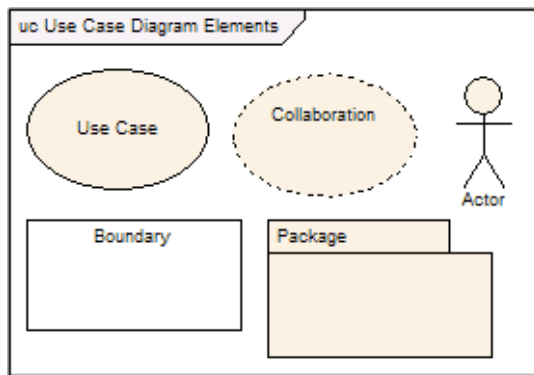 uc Use Case Diagram Elements
Use Case
Collaboration
Actor
Boundary
Package